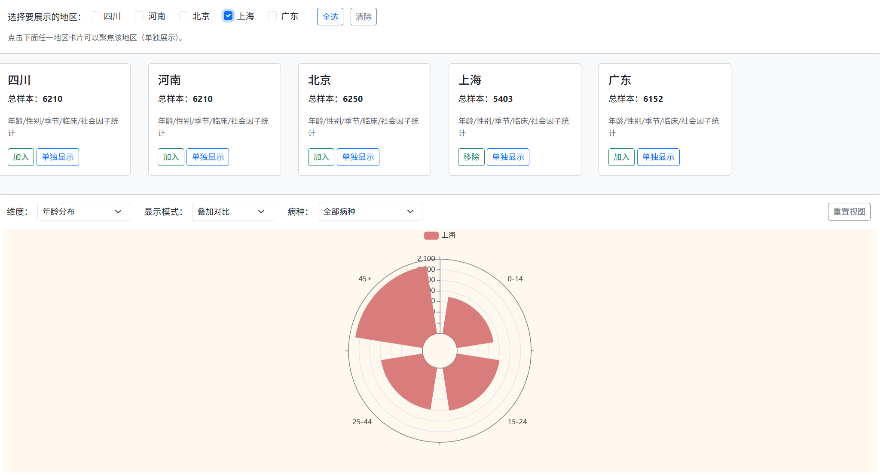 选择要展示的地区: 四川 河南 北京 上海 广东 全选 清除
点击下面任一地区卡片可以聚焦该地区（单独展示）。
四川 河南 北京 上海 广东
总样本：6210 总样本：6210 总样本：6250 总样本：5403 总样本：6152
年龄/性别/季节/临床/社会因子统 年龄/性别/季节/临床/社会因子统 年龄/性别/季节/临床/社会因子统 年龄/性别/季节/临床/社会因子统 年龄/性别/季节/临床/社会因子统
计 计 计 计 计
加入 单独显示 加入 单独显示 加入 单独显示 移除 单独显示 加入 单独显示
维度: 年龄分布 显示模式: 叠加对比 病种: 全部病种 重置视图
上海
2,100
45+ 0-14
25-44 15-24